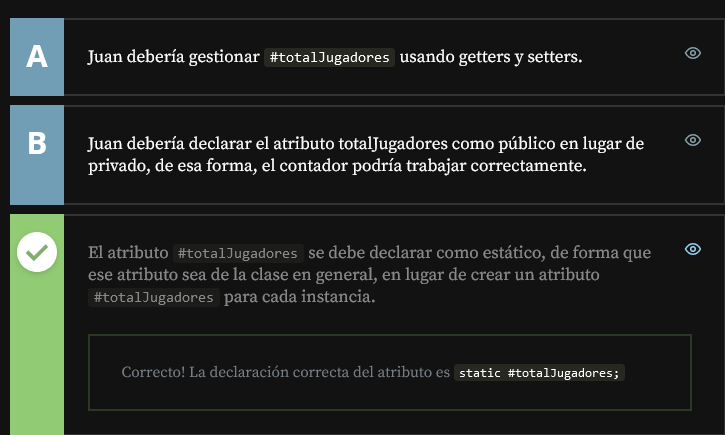 A
Juan debería gestionar #totalJugadores usando getters y setters.
B
Juan debería declarar el atributo totalJugadores como público en lugar de
privado, de esa forma, el contador podría trabajar correctamente.
El atributo #totalJugadores se debe declarar como estático, de forma que
ese atributo sea de la clase en general, en lugar de crear un atributo
#totalJugadores para cada instancia.
Correcto! La declaración correcta del atributo es static #totalJugadores;